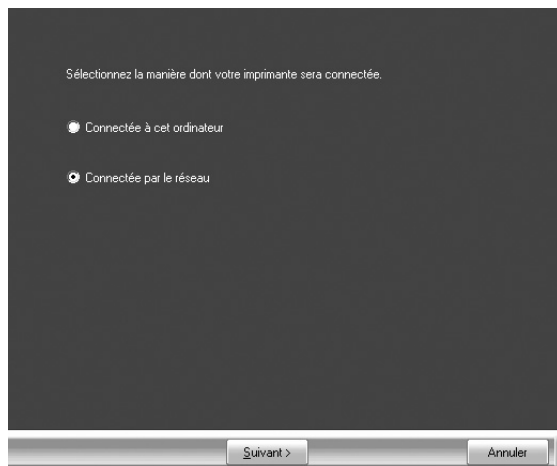 Sélectionnez la manière dont votre imprimante sera connectée.
Connectée à cet ordinateur
Connectée par le réseau
Suivant >
Annuler